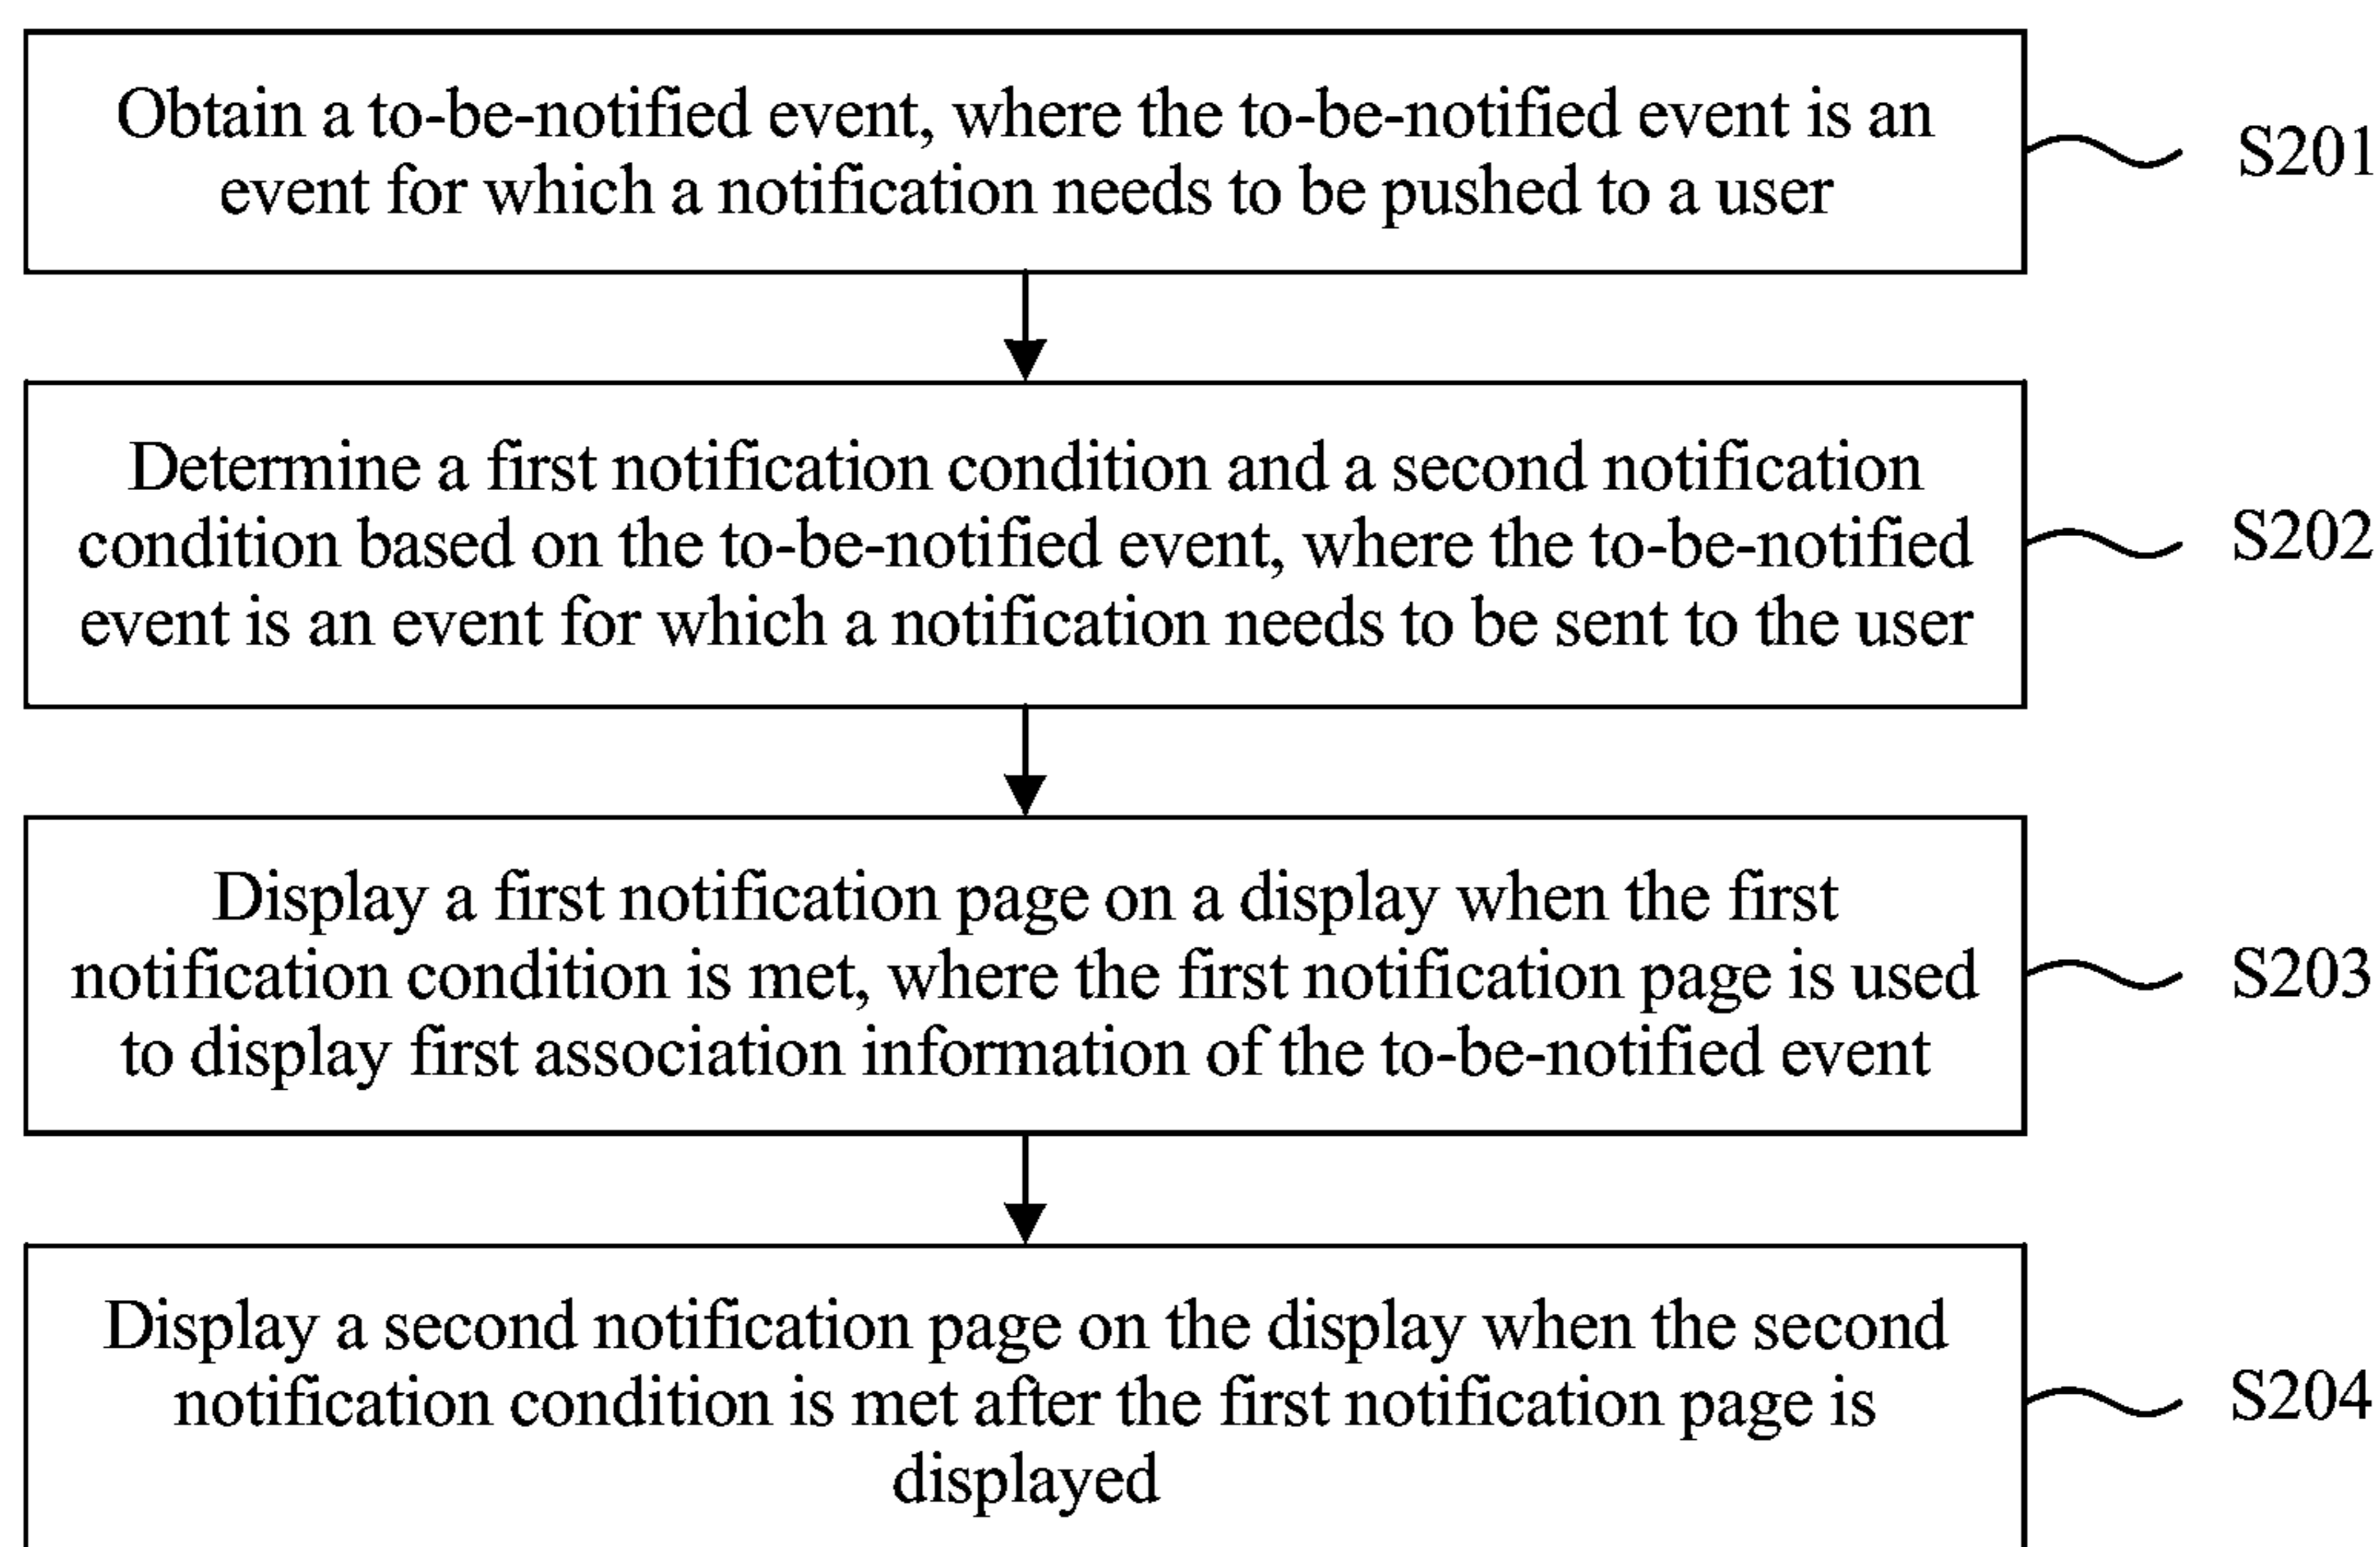 Obtain a to-be-notified event, where the to-be-notified event is an
event for which a notification needs to be pushed to a user
S201
Determine a first notification condition and a second notification
condition based on the to-be-notified event, where the to-be-notified
event is an event for which a notification needs to be sent to the user
S202
Display a first notification page on a display when the first
notification condition is met, where the first notification page is used
to display first association information of the to-be-notified event
S203
Display a second notification page on the display when the second
notification condition is met after the first notification page is
displayed
S204